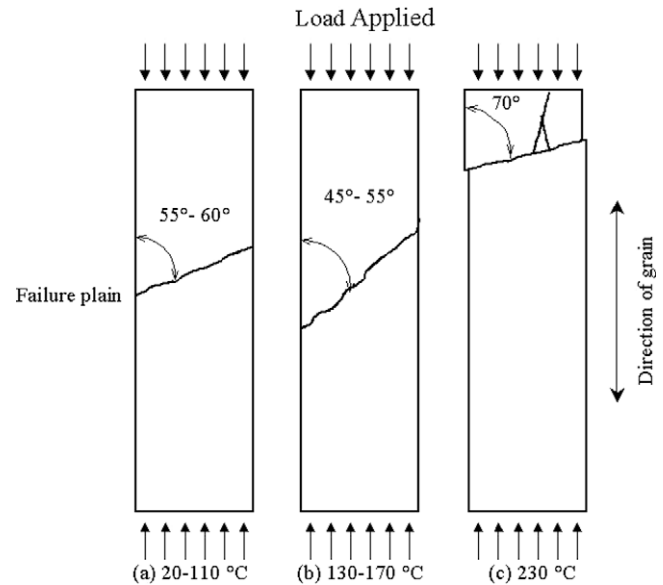 Load Applied
70°
55°- 60°
45°- 55°
Failure plain
Direction of grain
(a) 20-110 °C
(b) 130-170 °C
(c) 230 °C